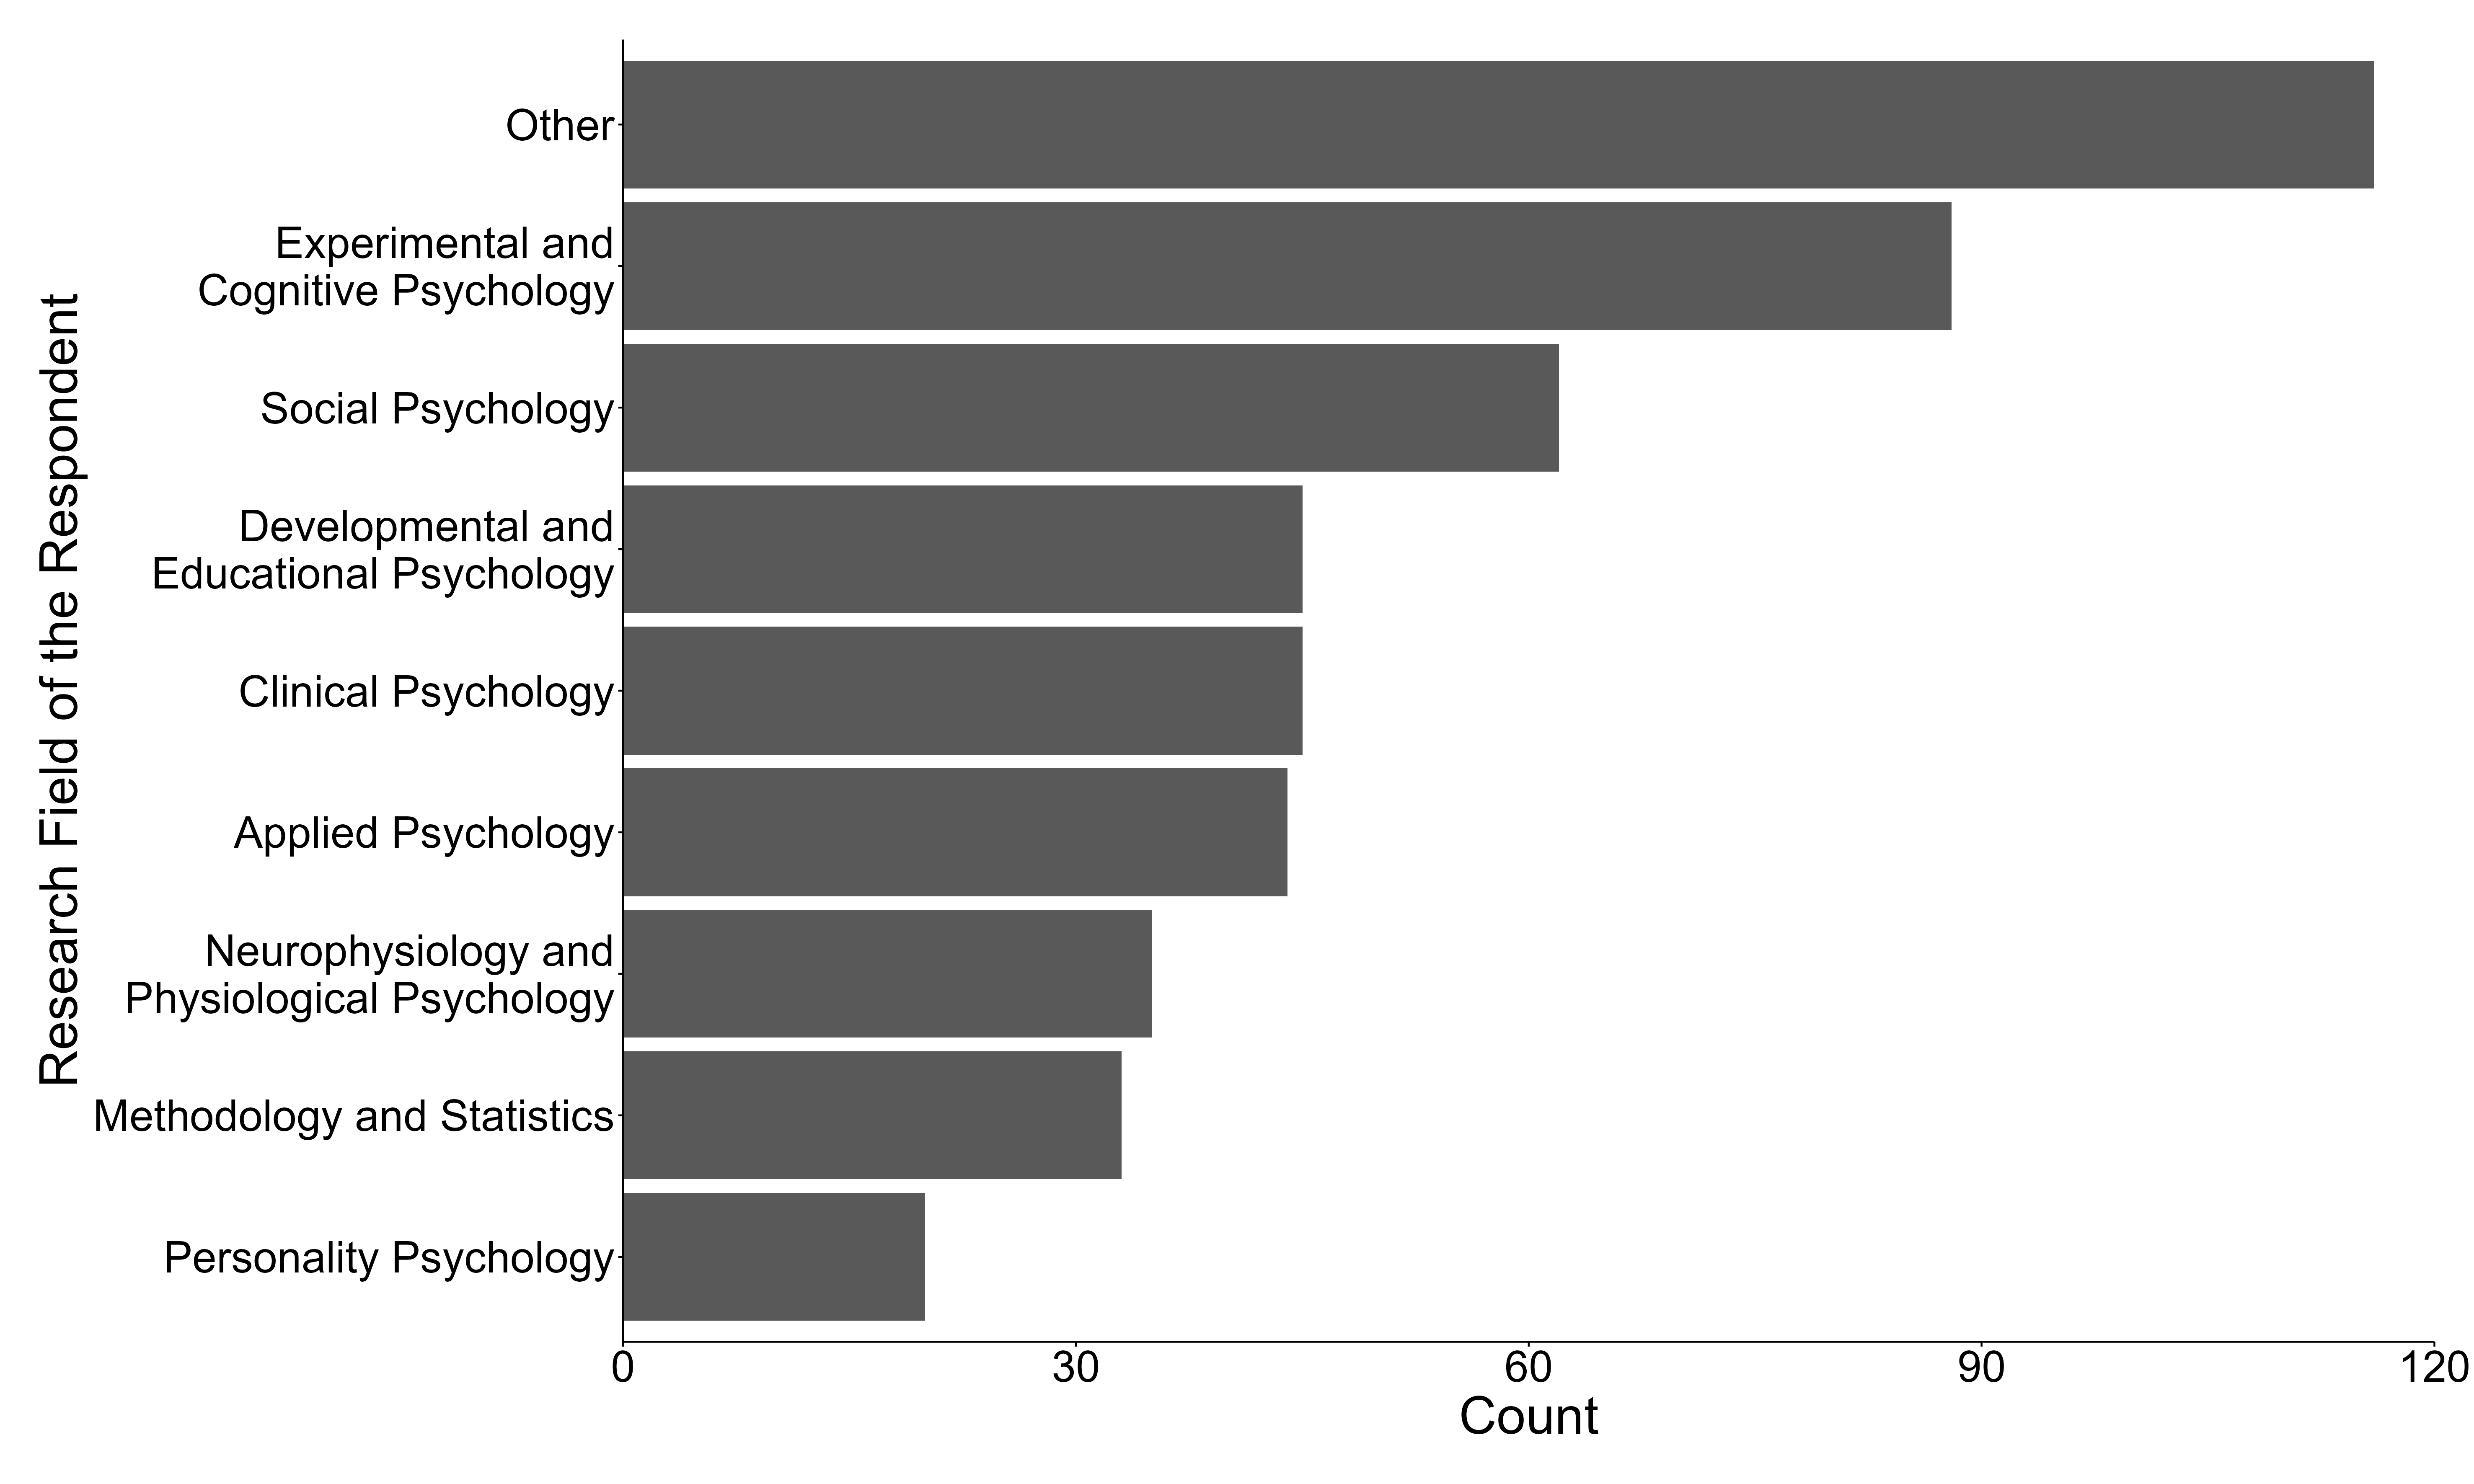 Research Field of the Respondent
Other
Experimental and
Cognitive Psychology
Social Psychology
Developmental and
Educational Psychology
Clinical Psychology
Applied Psychology
Neurophysiology and
Physiological Psychology
Methodology and Statistics
Personality Psychology
0 30 60 90 120
Count